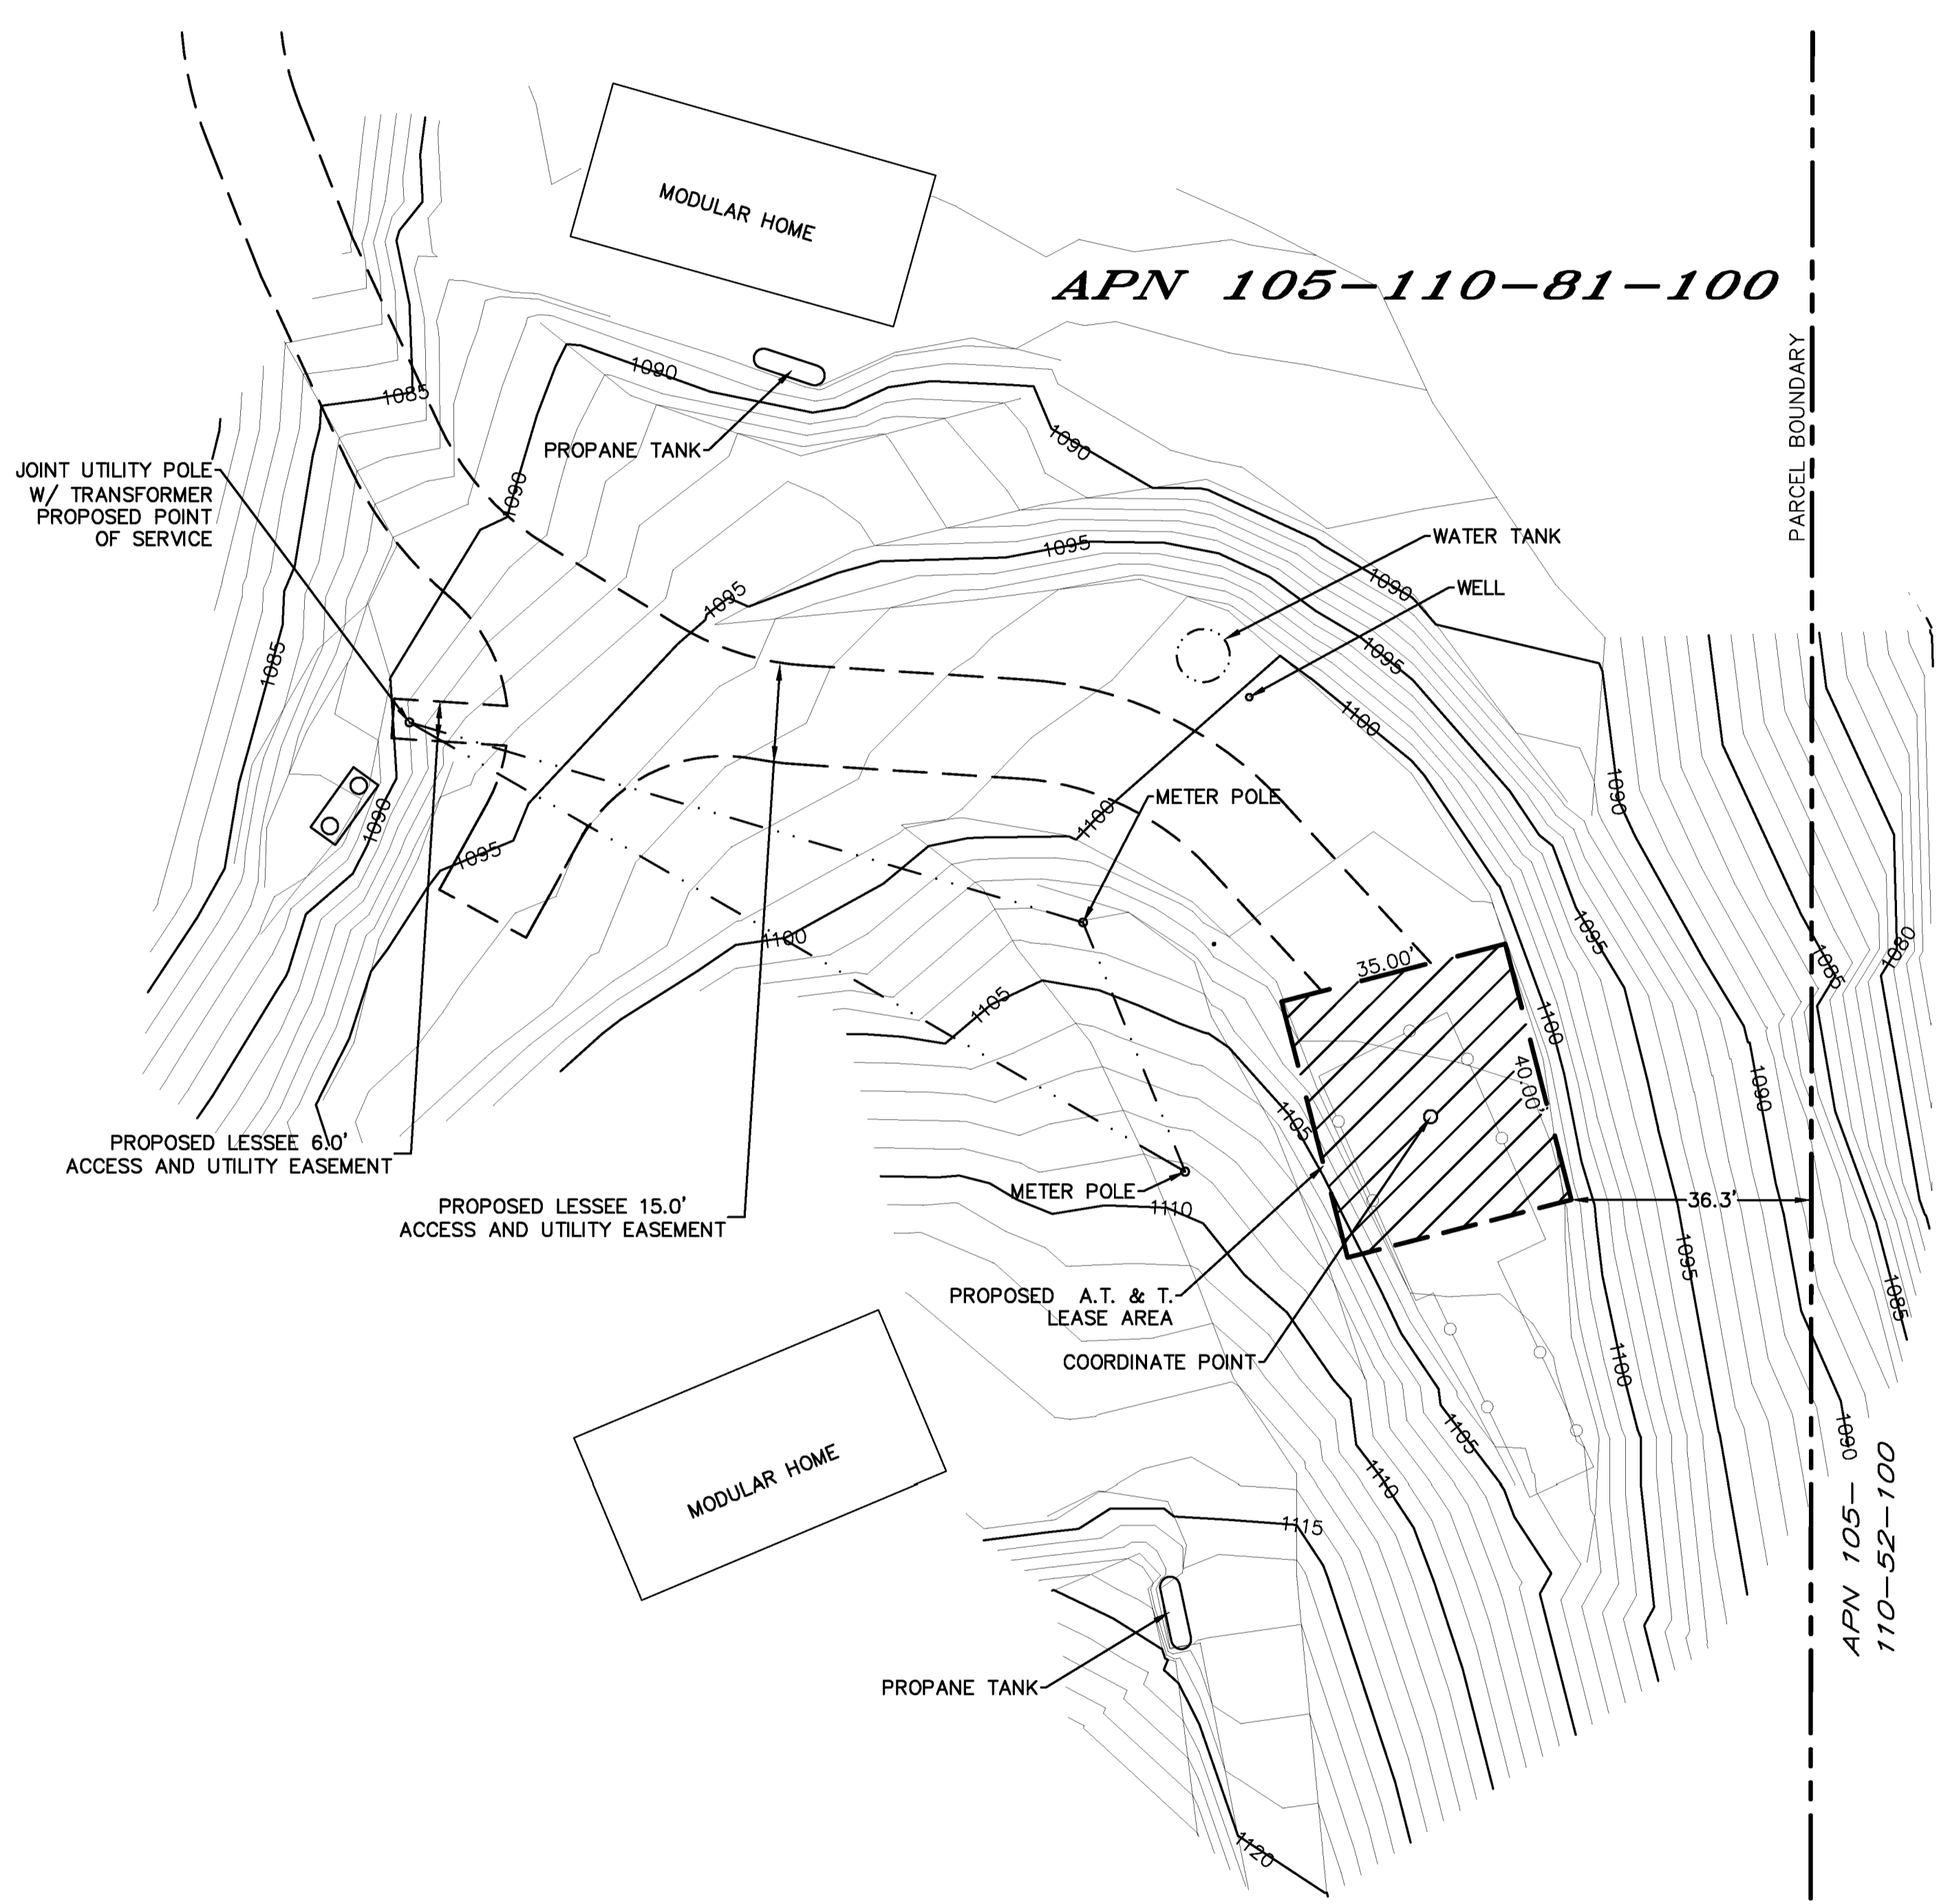 MODULAR HOME
APN 105-110-81-100
PARCEL BOUNDARY
1090
1085
PROPANE TANK
1090
1090
JOINT UTILITY POLE
W/ TRANSFORMER
PROPOSED POINT
OF SERVICE
WATER TANK
1095
1090
WELL
1095
1085
1095
1100
METER POLE
1090
1100
1090
1095
1100
1095
1080
1085
35.00'
1105
1100
40.00'
1090
1105
PROPOSED LESSEE 6.0'
ACCESS AND UTILITY EASEMENT
METER POLE
1110
36.3'
PROPOSED LESSEE 15.0'
ACCESS AND UTILITY EASEMENT
1095
PROPOSED A.T. & T.
LEASE AREA
1085
COORDINATE POINT
1100
1105
1090
MODULAR HOME
1110
1115
APN 105-
110-52-100
PROPANE TANK
1120